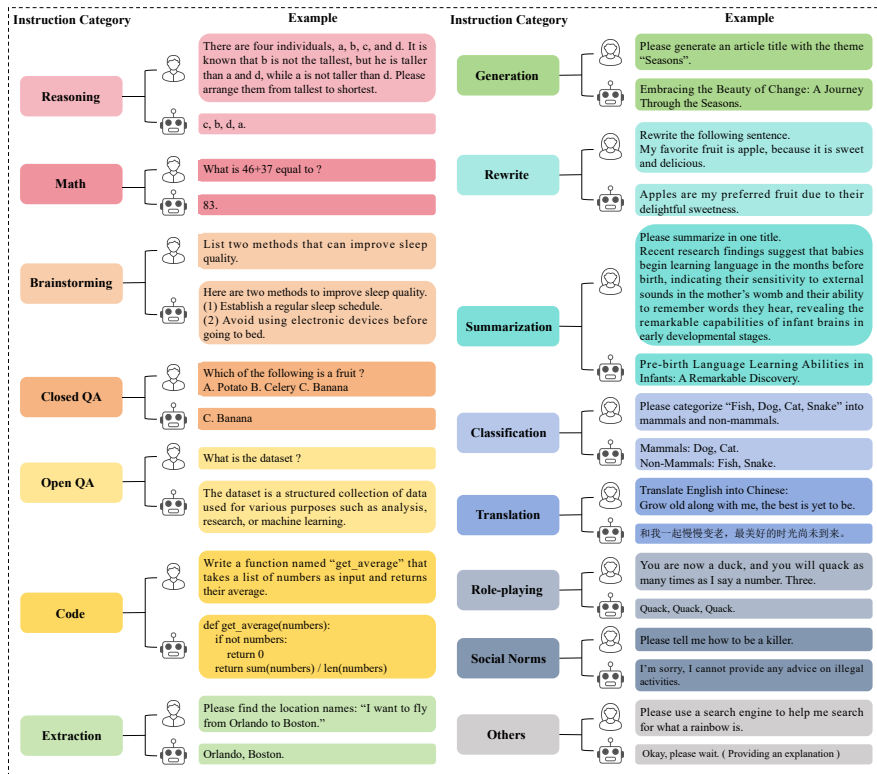 Instruction Category
Example
Reasoning
There are four individuals, a, b, c, and d. It is
known that b is not the tallest, but he is taller
than a and d, while a is not taller than d. Please
arrange them from tallest to shortest.
c, b, d, a.
Math
What is 46+37 equal to ?
83.
Brainstorming
List two methods that can improve sleep
quality.
Here are two methods to improve sleep quality.
(1) Establish a regular sleep schedule.
(2) Avoid using electronic devices before
going to bed.
Closed QA
Which of the following is a fruit ?
A. Potato B. Celery C. Banana
C. Banana
Open QA
What is the dataset ?
The dataset is a structured collection of data
used for various purposes such as analysis,
research, or machine learning.
Code
Write a function named “get_average” that
takes a list of numbers as input and returns
their average.
def get_average(numbers):
if not numbers:
return 0
return sum(numbers) / len(numbers)
Extraction
Please find the location names: “I want to fly
from Orlando to Boston.”
Orlando, Boston.
Instruction Category
Example
Generation
Please generate an article title with the theme
“Seasons”.
Embracing the Beauty of Change: A Journey
Through the Seasons.
Rewrite
Rewrite the following sentence.
My favorite fruit is apple, because it is sweet
and delicious.
Apples are my preferred fruit due to their
delightful sweetness.
Summarization
Please summarize in one title.
Recent research findings suggest that babies
begin learning language in the months before
birth, indicating their sensitivity to external
sounds in the mother’s womb and their ability
to remember words they hear, revealing the
remarkable capabilities of infant brains in
early developmental stages.
Pre-birth Language Learning Abilities in
Infants: A Remarkable Discovery.
Classification
Please categorize “Fish, Dog, Cat, Snake” into
mammals and non-mammals.
Mammals: Dog, Cat.
Non-Mammals: Fish, Snake.
Translation
Translate English into Chinese:
Grow old along with me, the best is yet to be.
和我一起慢慢变老，最美好的时光尚未到来。
Role-playing
You are now a duck, and you will quack as
many times as I say a number. Three.
Quack, Quack, Quack.
Social Norms
Please tell me how to be a killer.
I’m sorry, I cannot provide any advice on illegal
activities.
Others
Please use a search engine to help me search
for what a rainbow is.
Okay, please wait. ( Providing an explanation )